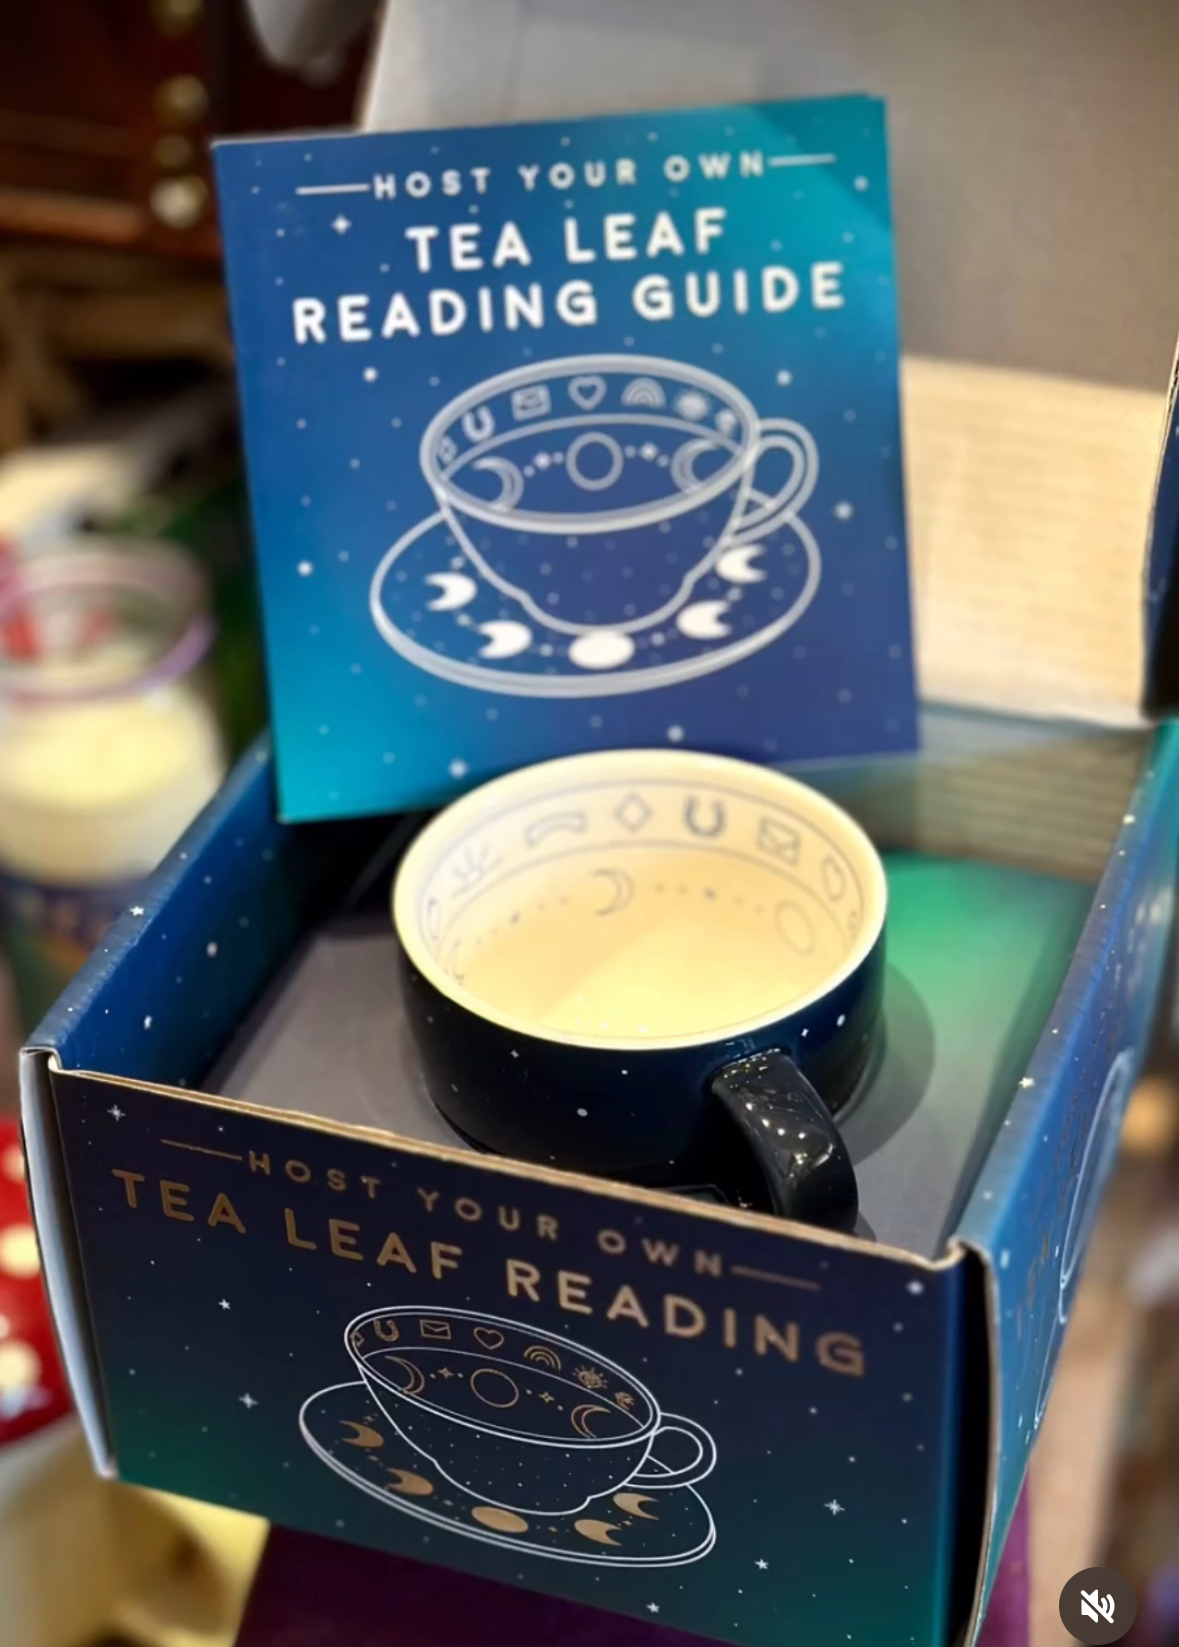 HOST YOUR OWN
TEA LEAF
READING GUIDE
HOST YOUR OWN
TEA LEAF READING